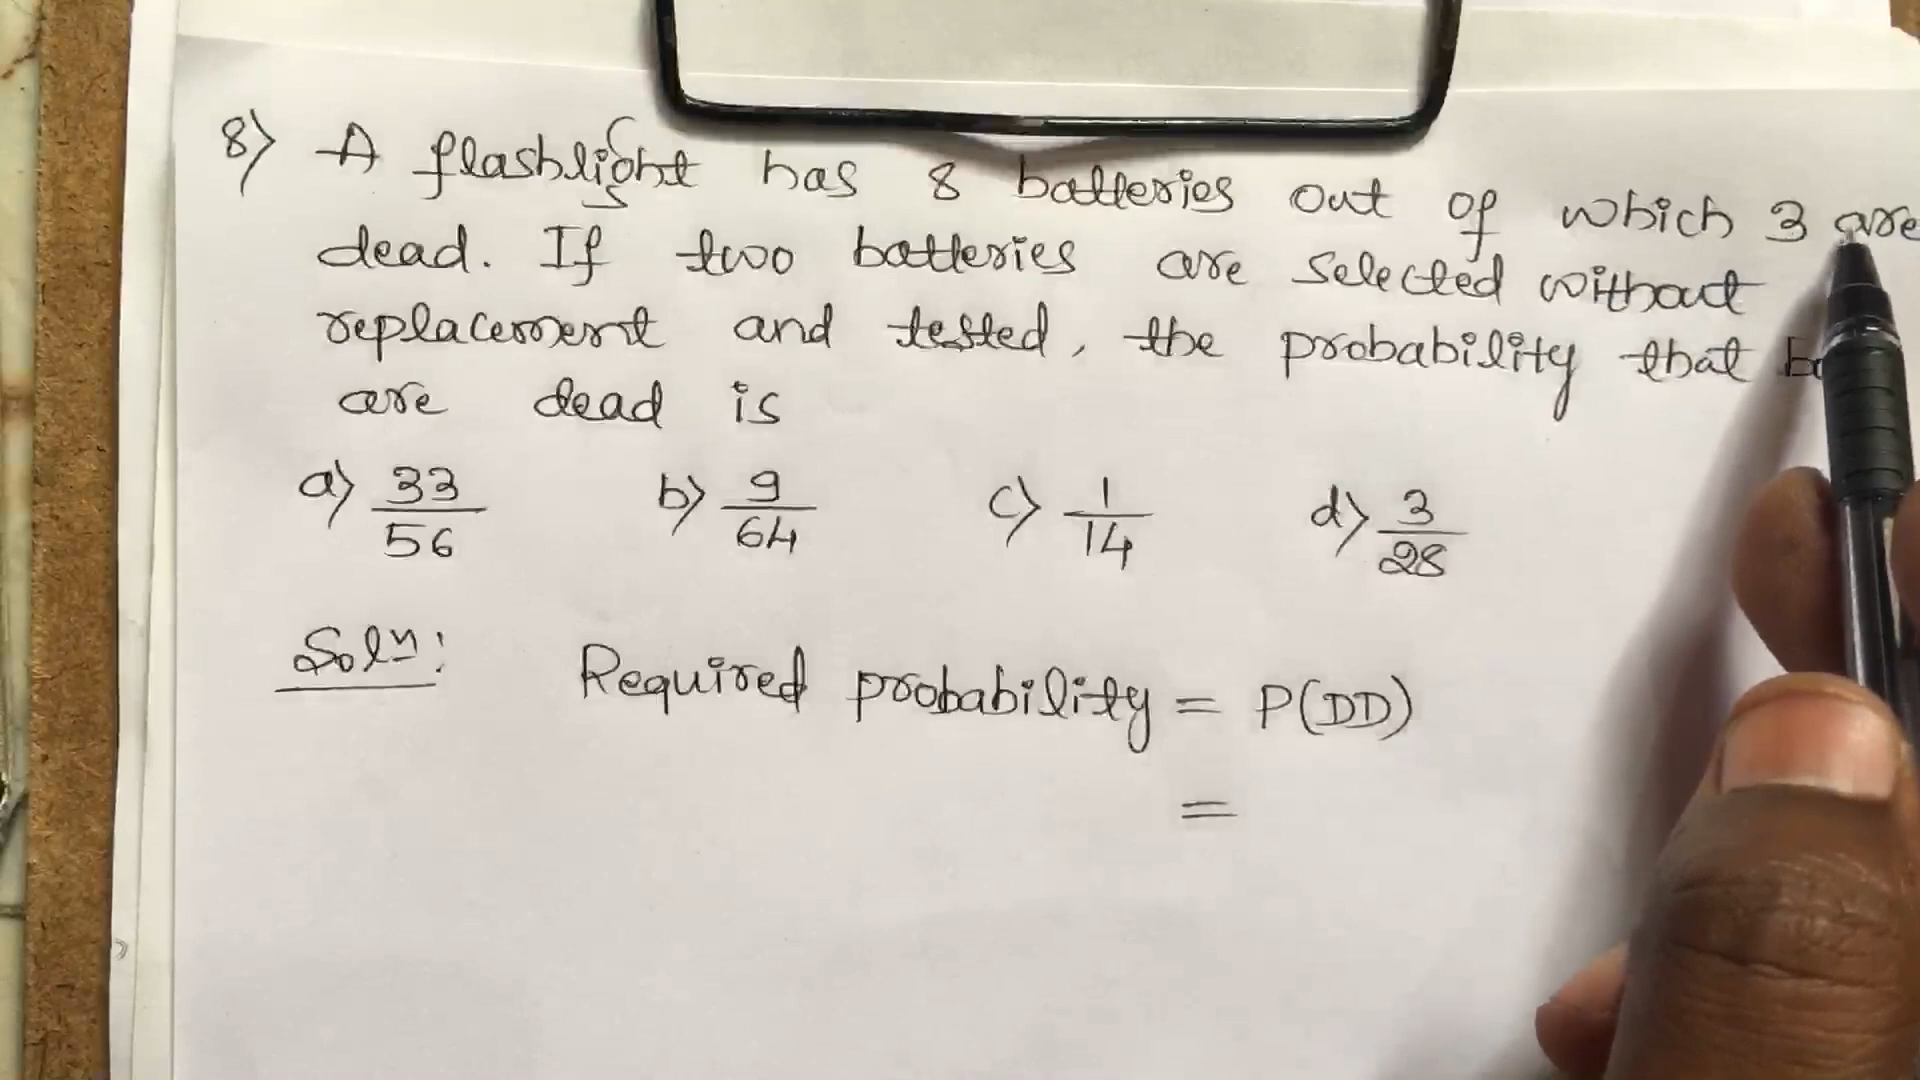 8) A flashlight has 8 batteries out of which 3 are
dead. If two batteries are selected without
replacement and tested, the probability that
are dead is
a) 33/56 b) 9/64 c) 1/14 d) 3/28
Soln: Required probability = P(DD)
=